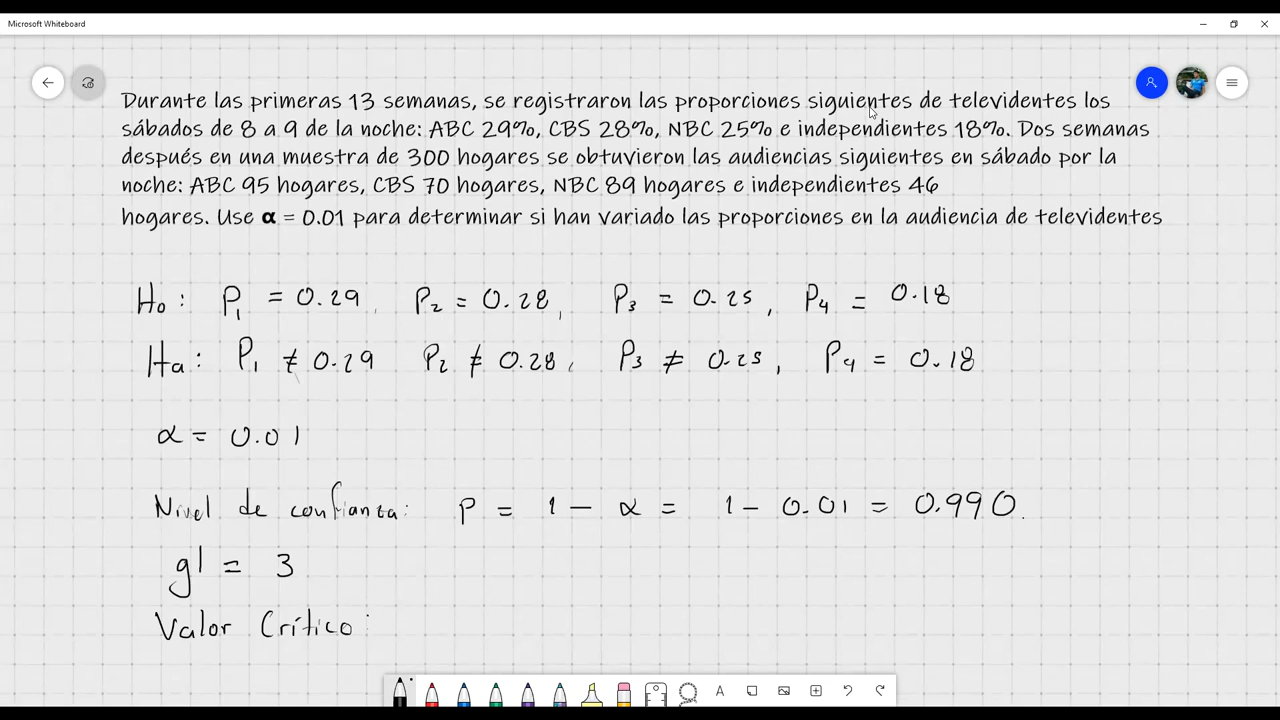 Microsoft Whiteboard
Durante las primeras 13 semanas, se registraron las proporciones siguientes de televidentes los
sábados de 8 a 9 de la noche: ABC 29%, CBS 28%, NBC 25% e independientes 18%. Dos semanas
después en una muestra de 300 hogares se obtuvieron las audiencias siguientes en sábado por la
noche: ABC 95 hogares, CBS 70 hogares, NBC 89 hogares e independientes 46
hogares. Use α = 0.01 para determinar si han variado las proporciones en la audiencia de televidentes
Ho: P1 = 0.29, P2 = 0.28, P3 = 0.25, P4 = 0.18
Ha: P1 ≠ 0.29 P2 ≠ 0.28, P3 ≠ 0.25, P4 = 0.18
α = 0.01
Nivel de confianza: P = 1 - α = 1 - 0.01 = 0.990.
gl = 3
Valor Crítico: